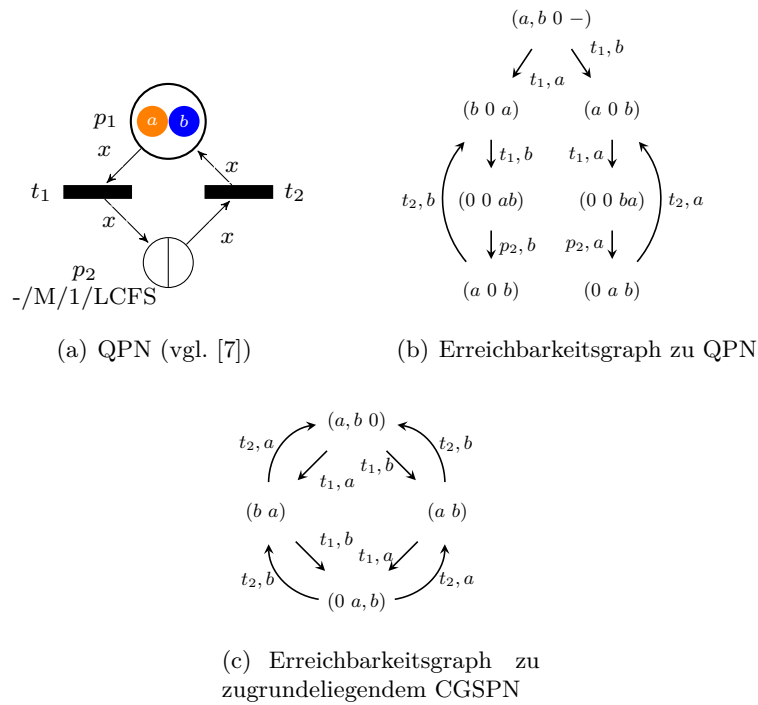 a b
p₁
x x
t₁ t₂
x x
p₂
-/M/1/LCFS
(a) QPN (vgl. [7])
(a, b 0 −)
t₁, b
t₁, a
(b 0 a) (a 0 b)
t₁, b t₁, a
t₂, b (0 0 ab) (0 0 ba) t₂, a
p₂, b p₂, a
(a 0 b) (0 a b)
(b) Erreichbarkeitsgraph zu QPN
(a, b 0)
t₂, a t₂, b
t₁, b
t₁, a
(b a) (a b)
t₁, b
t₁, a
t₂, b t₂, a
(0 a, b)
(c) Erreichbarkeitsgraph zu
zugrundeliegendem CGSPN